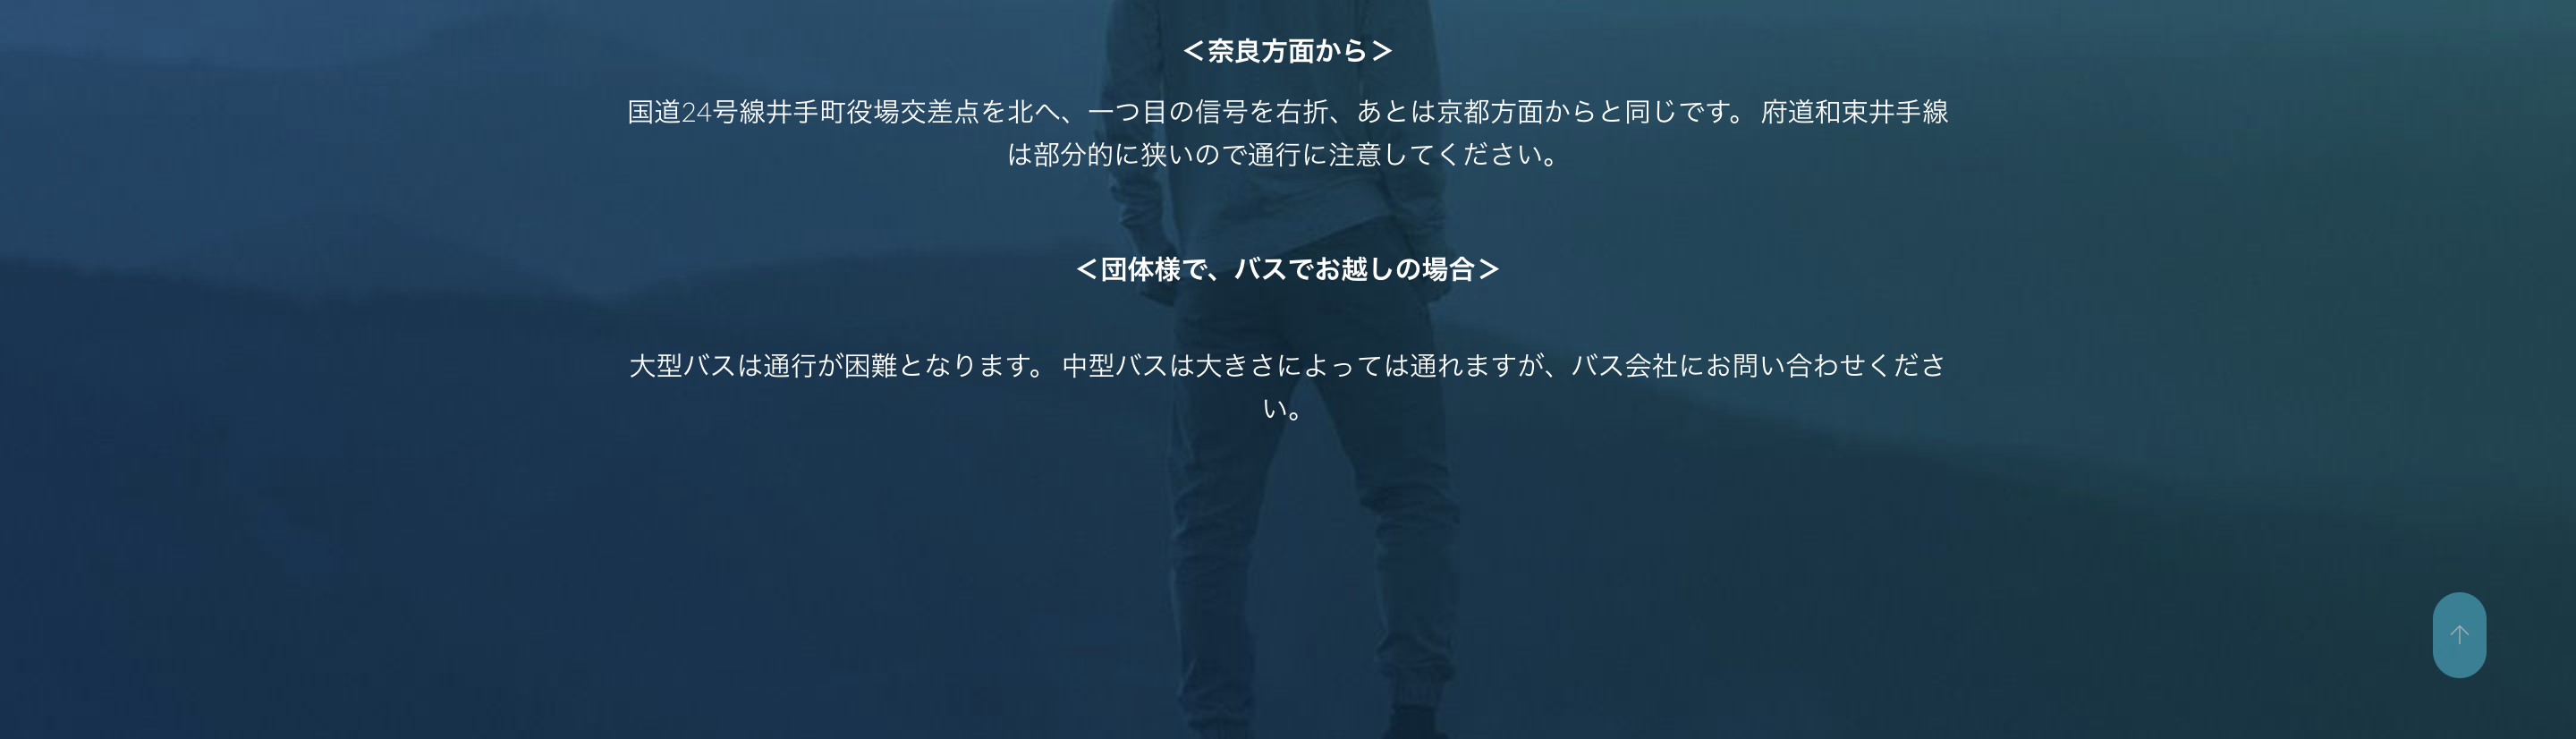 ＜奈良方面から＞
国道24号線井手町役場交差点を北へ、一つ目の信号を右折、あとは京都方面からと同じです。 府道和束井手線
は部分的に狭いので通行に注意してください。
＜団体様で、バスでお越しの場合＞
大型バスは通行が困難となります。 中型バスは大きさによっては通れますが、バス会社にお問い合わせくださ
い。